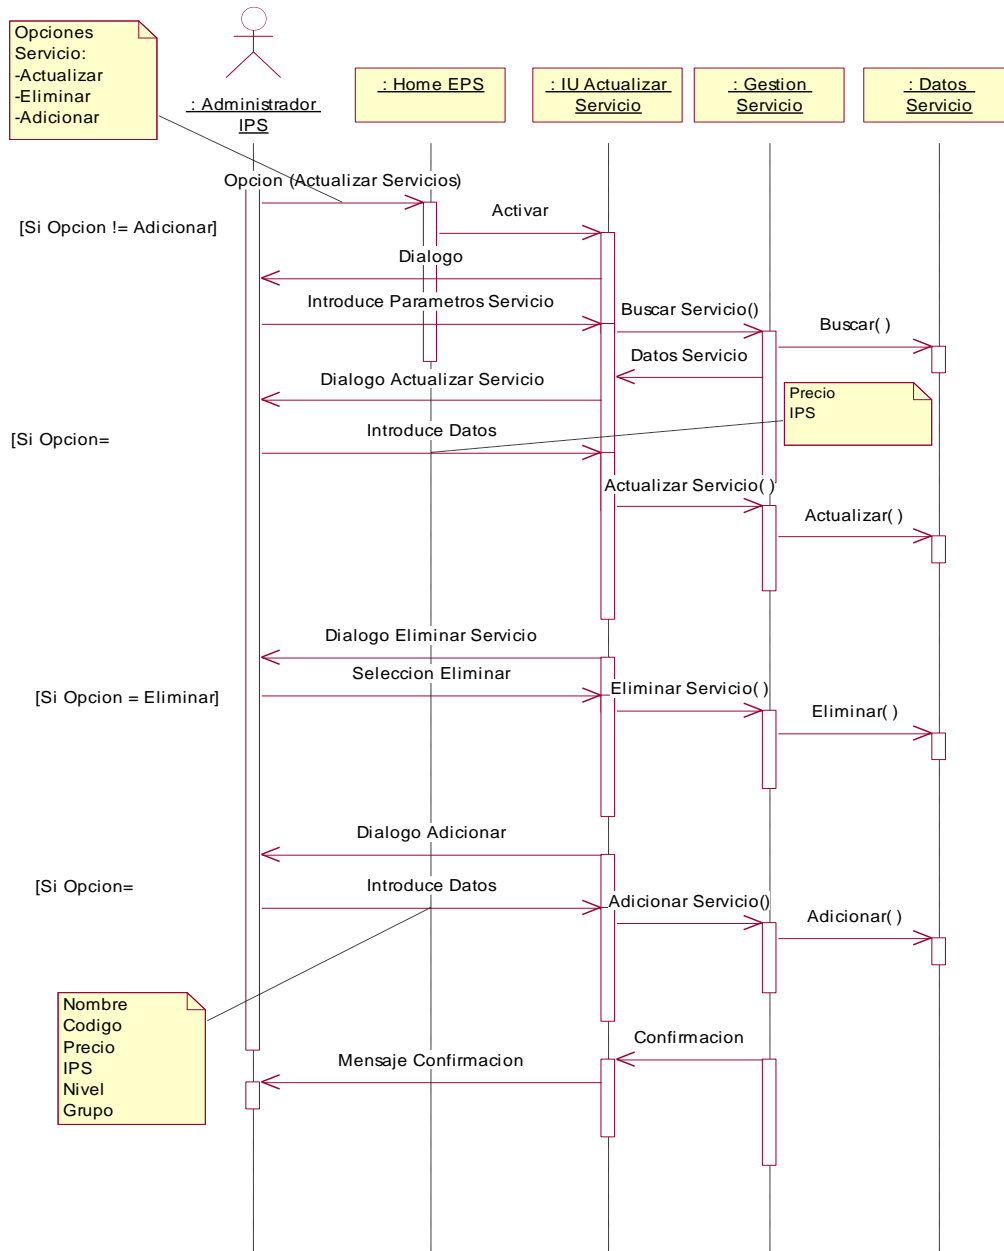 Opciones
Servicio:
-Actualizar
-Eliminar
-Adicionar
: Administrador
IPS
: Home EPS
: IU Actualizar
Servicio
: Gestion
Servicio
: Datos
Servicio
Opcion (Actualizar Servicios)
[Si Opcion != Adicionar]
Activar
Dialogo
Introduce Parametros Servicio
Buscar Servicio()
Buscar( )
Datos Servicio
Dialogo Actualizar Servicio
Precio
IPS
[Si Opcion=
Introduce Datos
Actualizar Servicio( )
Actualizar( )
Dialogo Eliminar Servicio
Seleccion Eliminar
[Si Opcion = Eliminar]
Eliminar Servicio( )
Eliminar( )
Dialogo Adicionar
[Si Opcion=
Introduce Datos
Adicionar Servicio()
Adicionar( )
Nombre
Codigo
Precio
IPS
Nivel
Grupo
Confirmacion
Mensaje Confirmacion